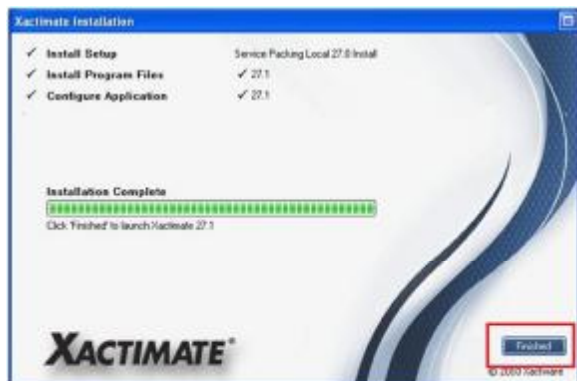 Xactimate Installation
✓ Install Setup Service Packing Local 27.0 Install
✓ Install Program Files ✓ 27.1
✓ Configure Application ✓ 27.1
Installation Complete
Click 'Finished' to launch Xactimate 27.1
XACTIMATE®
Finished
© Xactware